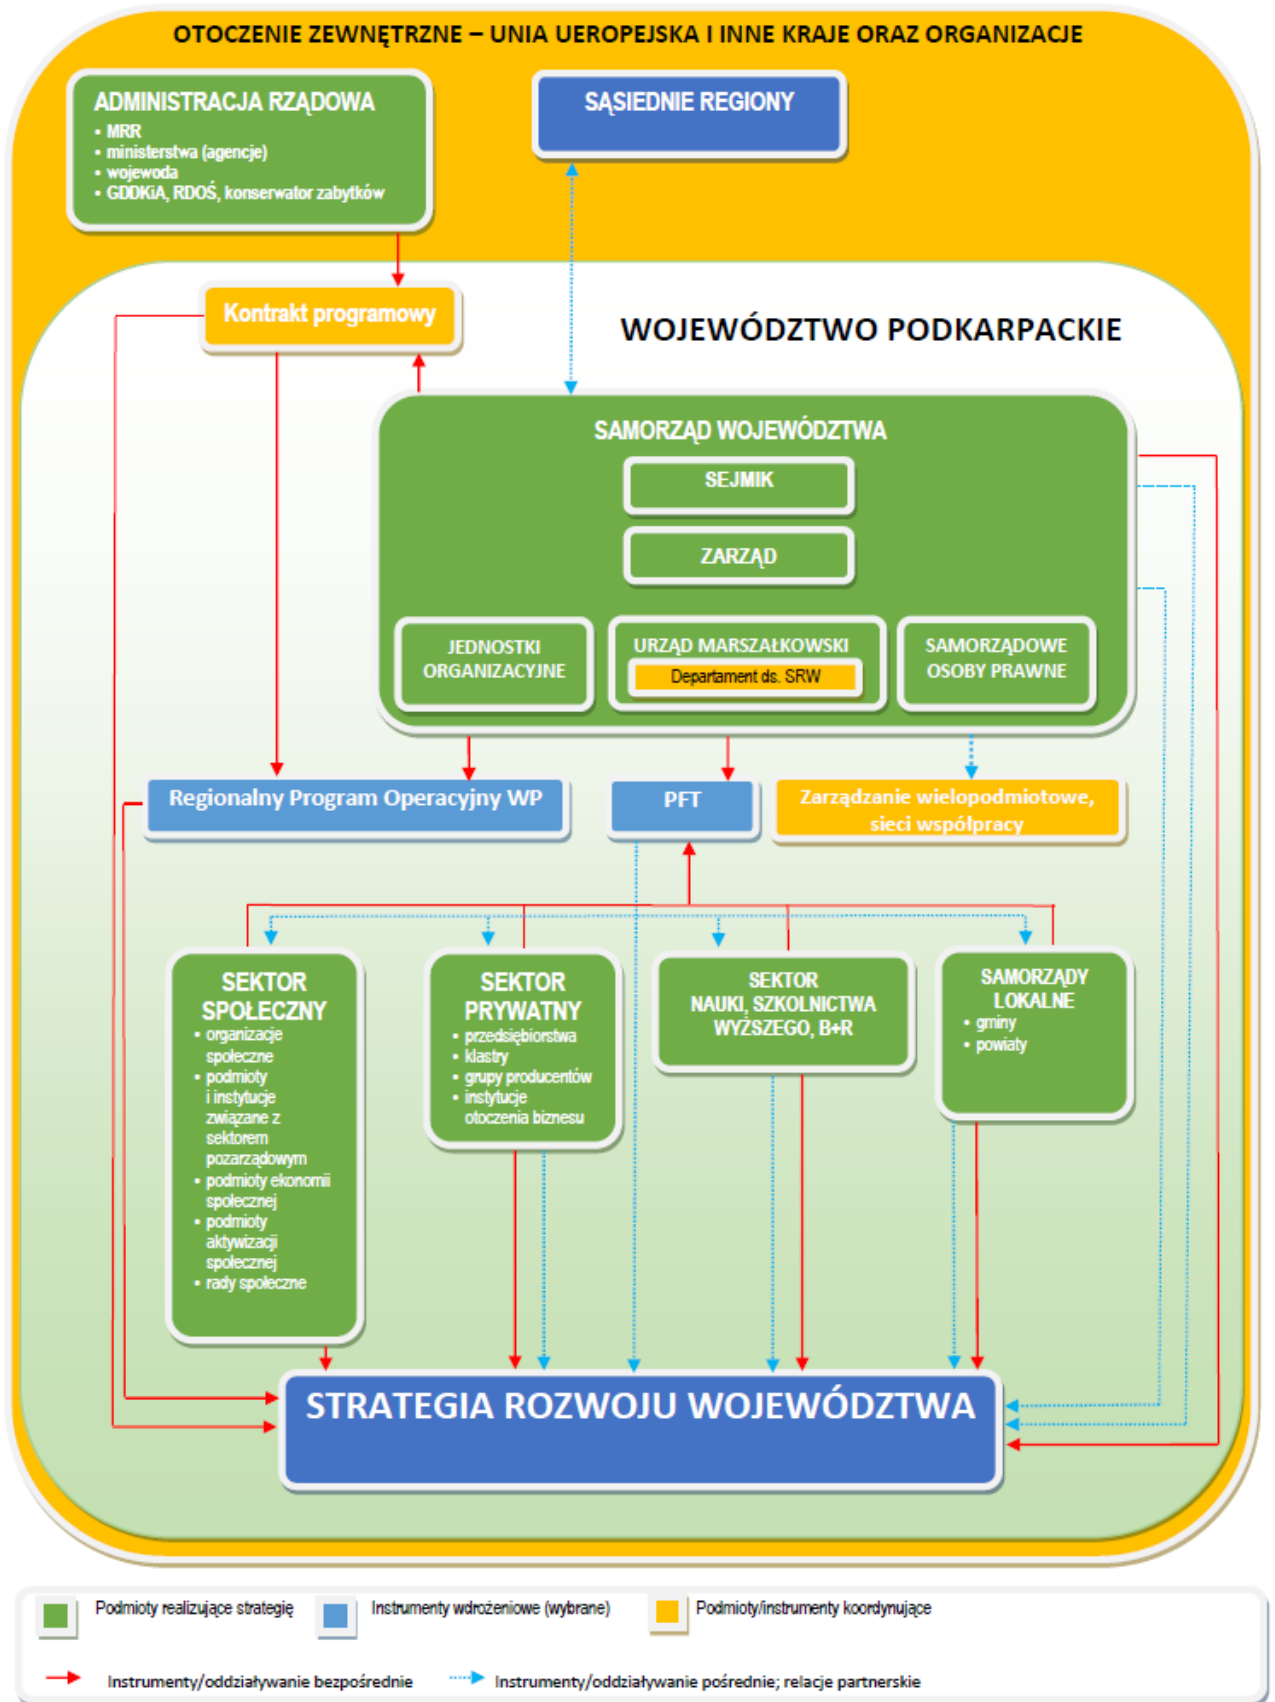 OTOCZENIE ZEWNĘTRZNE – UNIA UEROPEJSKA I INNE KRAJE ORAZ ORGANIZACJE
ADMINISTRACJA RZĄDOWA
• MRR
• ministerstwa (agencje)
• wojewoda
• GDDKiA, RDOŚ, konserwator zabytków
SĄSIEDNIE REGIONY
Kontrakt programowy
WOJEWÓDZTWO PODKARPACKIE
SAMORZĄD WOJEWÓDZTWA
SEJMIK
ZARZĄD
JEDNOSTKI
ORGANIZACYJNE
URZĄD MARSZAŁKOWSKI
Departament ds. SRW
SAMORZĄDOWE
OSOBY PRAWNE
Regionalny Program Operacyjny WP
PFT
Zarządzanie wielopodmiotowe,
sieci współpracy
SEKTOR
SPOŁECZNY
• organizacje
społeczne
• podmioty
i instytucje
związane z
sektorem
pozarządowym
• podmioty ekonomii
społecznej
• podmioty
aktywizacji
społecznej
• rady społeczne
SEKTOR
PRYWATNY
• przedsiębiorstwa
• klastry
• grupy producentów
• instytucje
otoczenia biznesu
SEKTOR
NAUKI, SZKOLNICTWA
WYŻSZEGO, B+R
SAMORZĄDY
LOKALNE
• gminy
• powiaty
STRATEGIA ROZWOJU WOJEWÓDZTWA
Podmioty realizujące strategię
Instrumenty wdrożeniowe (wybrane)
Podmioty/instrumenty koordynujące
Instrumenty/oddziaływanie bezpośrednie
Instrumenty/oddziaływanie pośrednie; relacje partnerskie